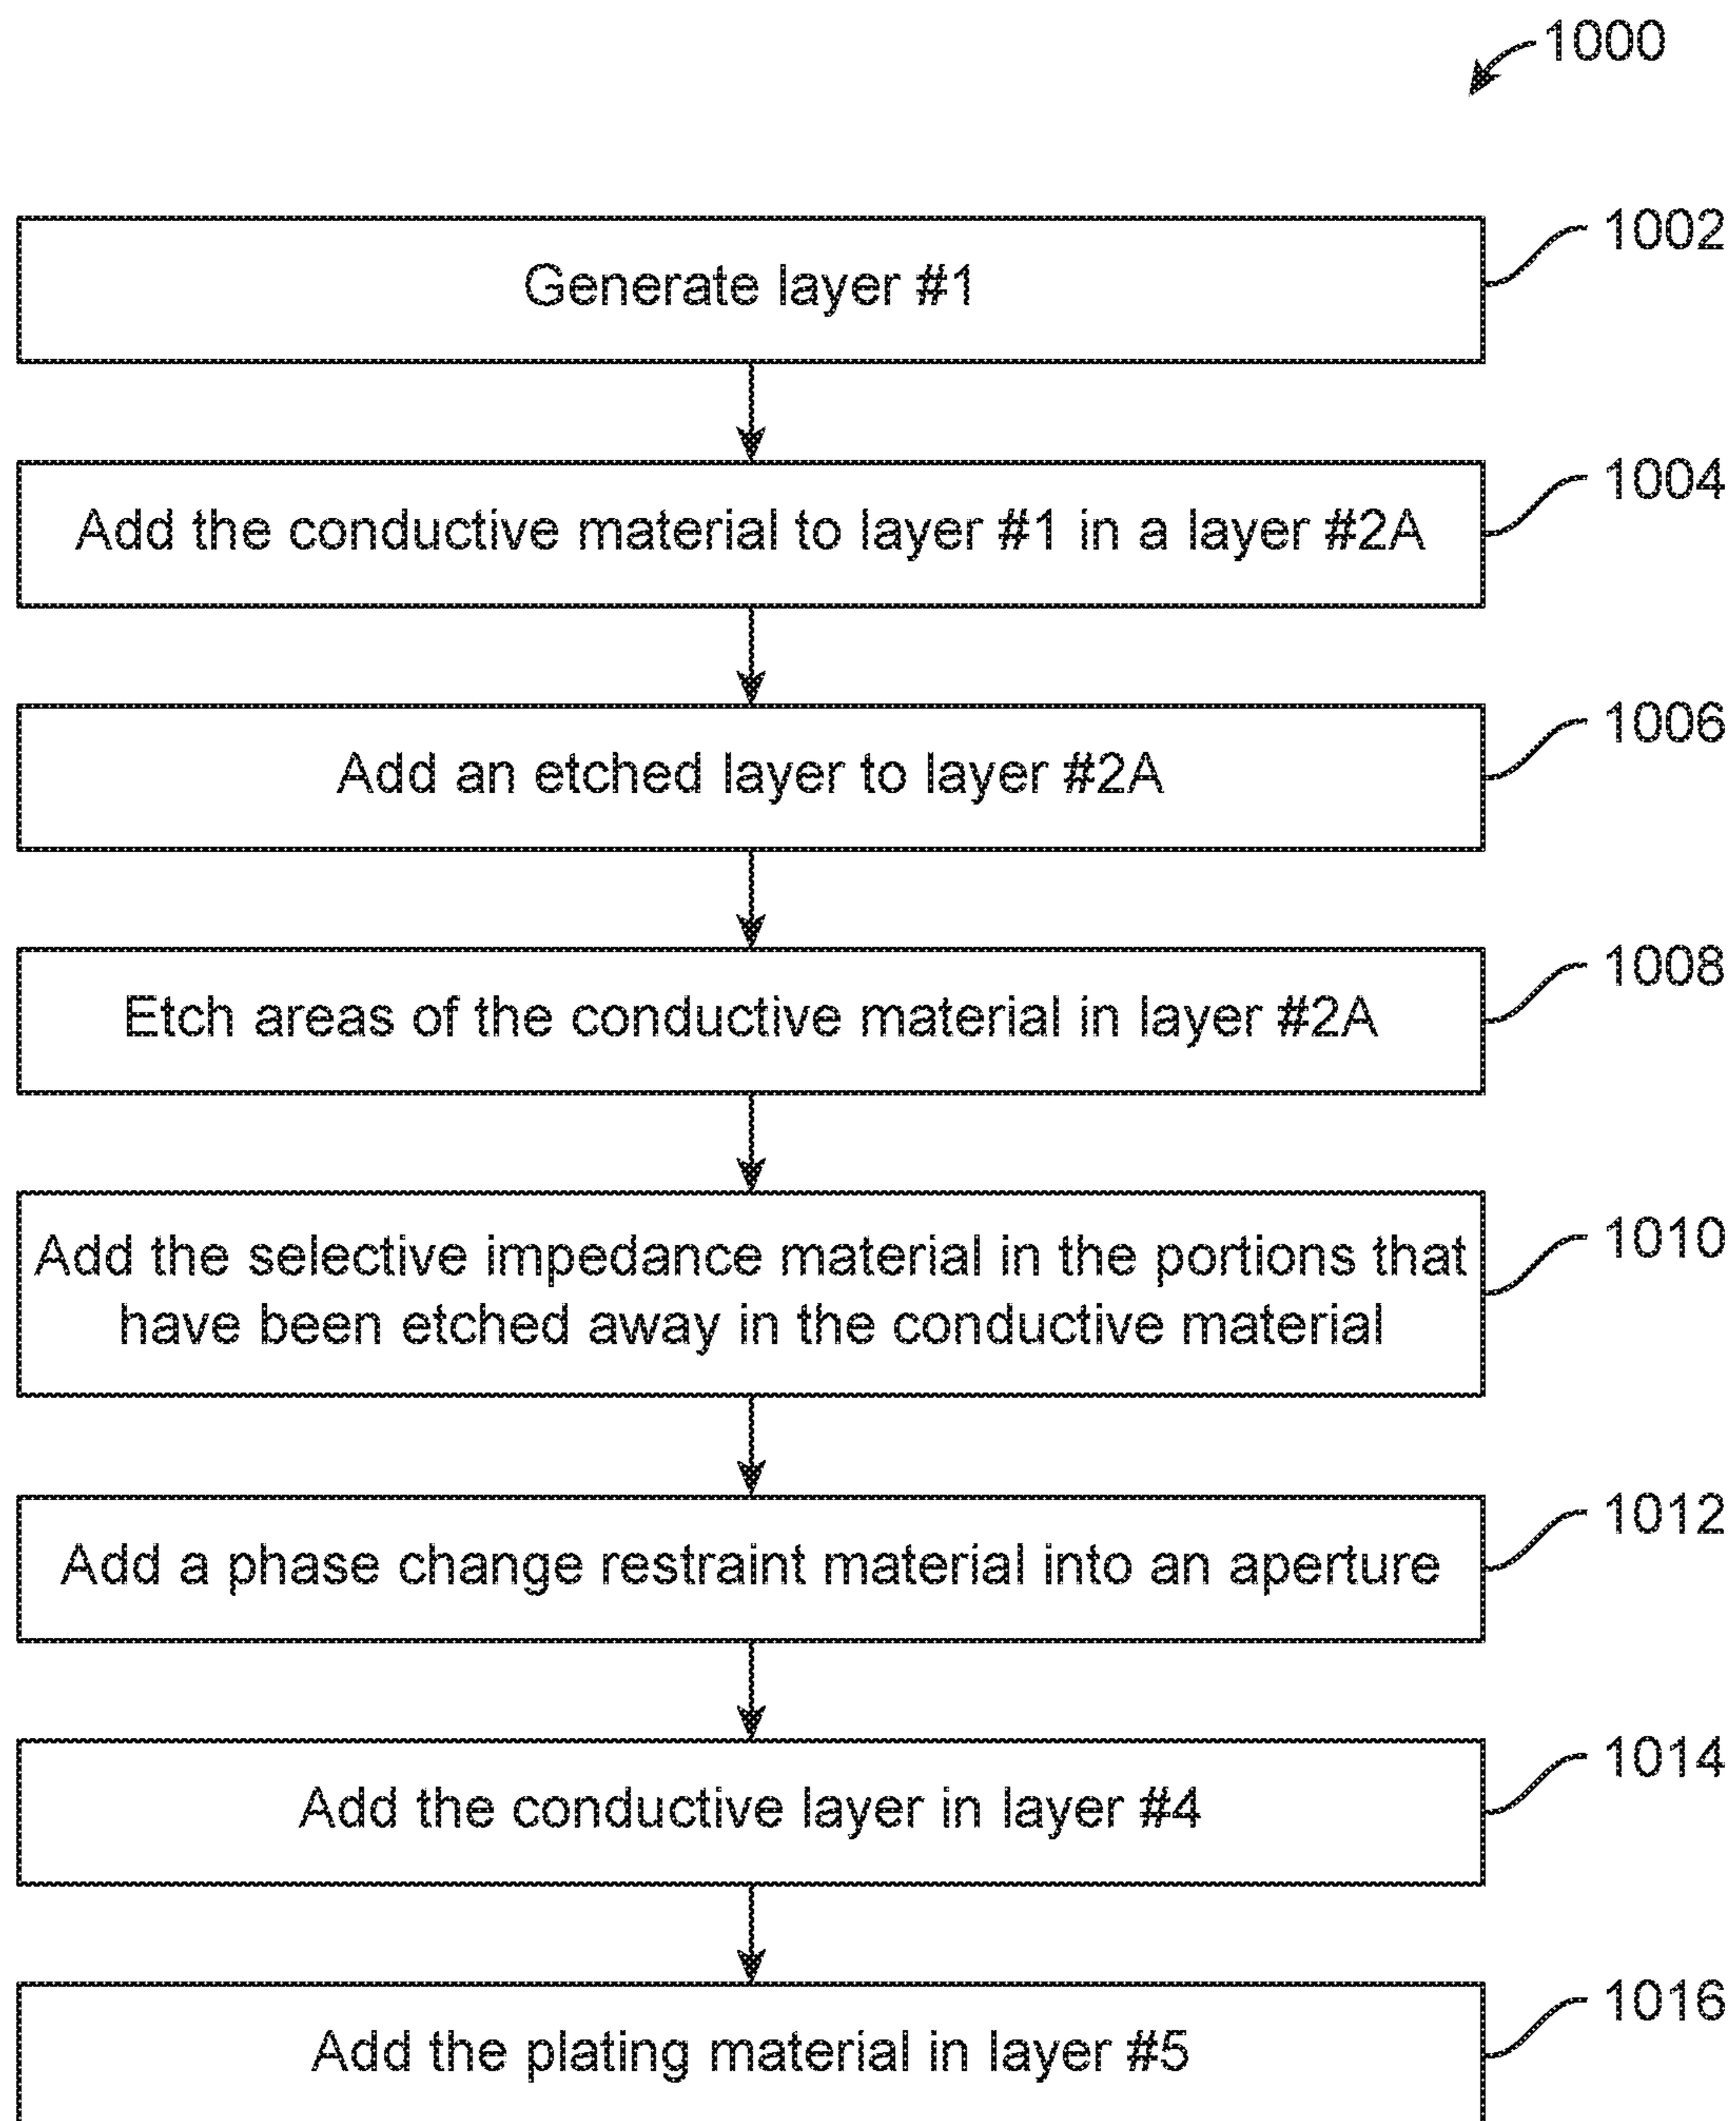 1000
Generate layer #1
1002
Add the conductive material to layer #1 in a layer #2A
1004
Add an etched layer to layer #2A
1006
Etch areas of the conductive material in layer #2A
1008
Add the selective impedance material in the portions that
have been etched away in the conductive material
1010
Add a phase change restraint material into an aperture
1012
Add the conductive layer in layer #4
1014
Add the plating material in layer #5
1016